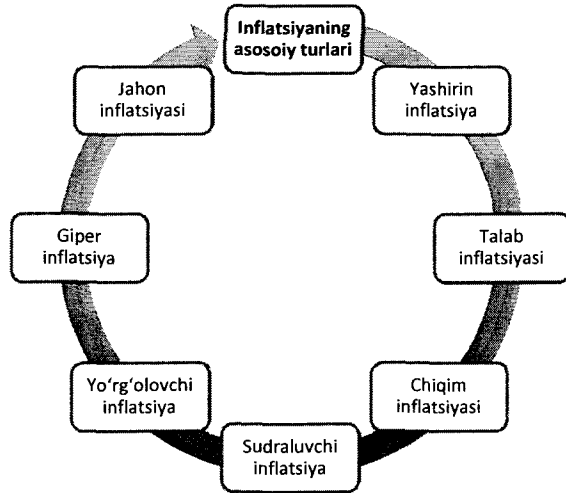 Inflatsiyaning
asosoiy turlari
Yashirin
inflatsiya
Talab
inflatsiyasi
Chiqim
inflatsiyasi
Sudraluvchi
inflatsiya
Yo‘rg‘olovchi
inflatsiya
Giper
inflatsiya
Jahon
inflatsiyasi